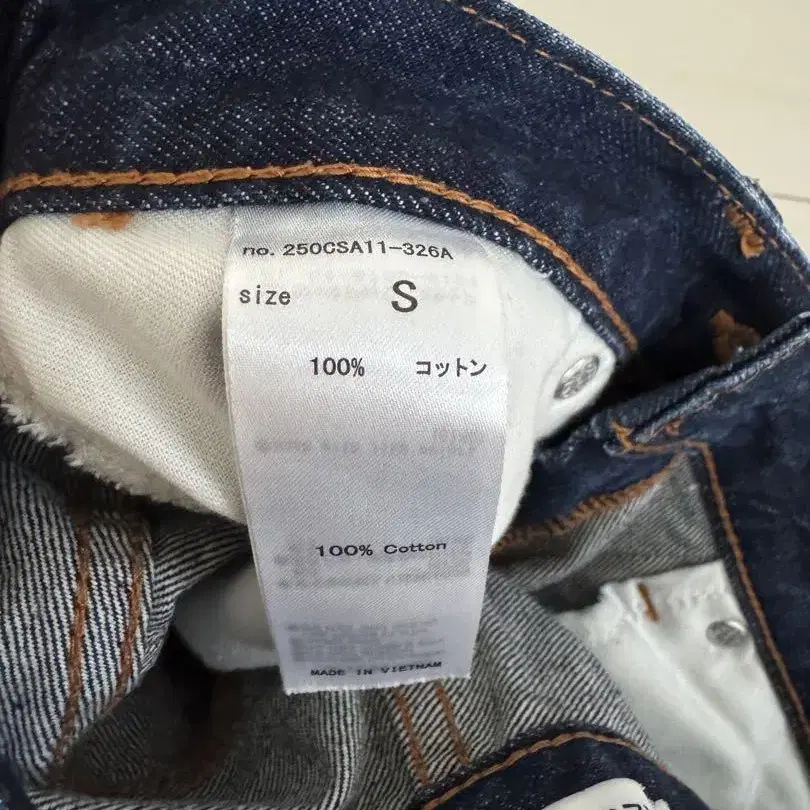 no. 250CSA11-326A
size S
100% コットン
100% Cotton
MADE IN VIETNAM